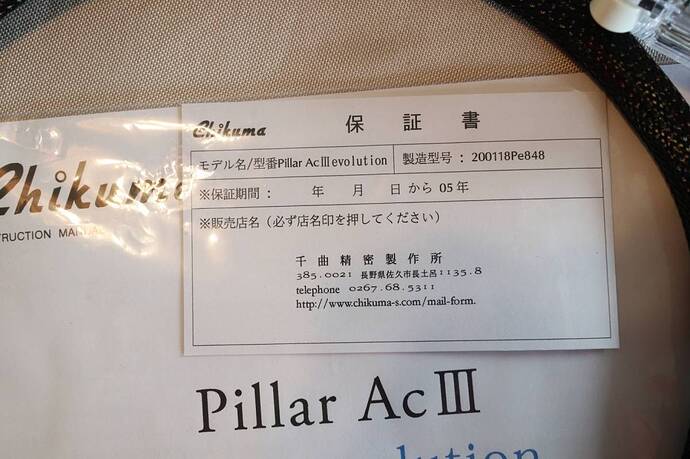 Chikuma 保証書
モデル名/型番Pillar AcⅢevolution 製造型号：200118Pe848
※保証期間： 年 月 日 から 05年
※販売店名（必ず店名印を押してください）
千曲精密製作所
385.0021 長野県佐久市長土呂1135.8
telephone 0267.68.5311
http://www.chikuma-s.com/mail-form.
Chikuma
TRUCTION MANUA
Pillar AcⅢ
evolution